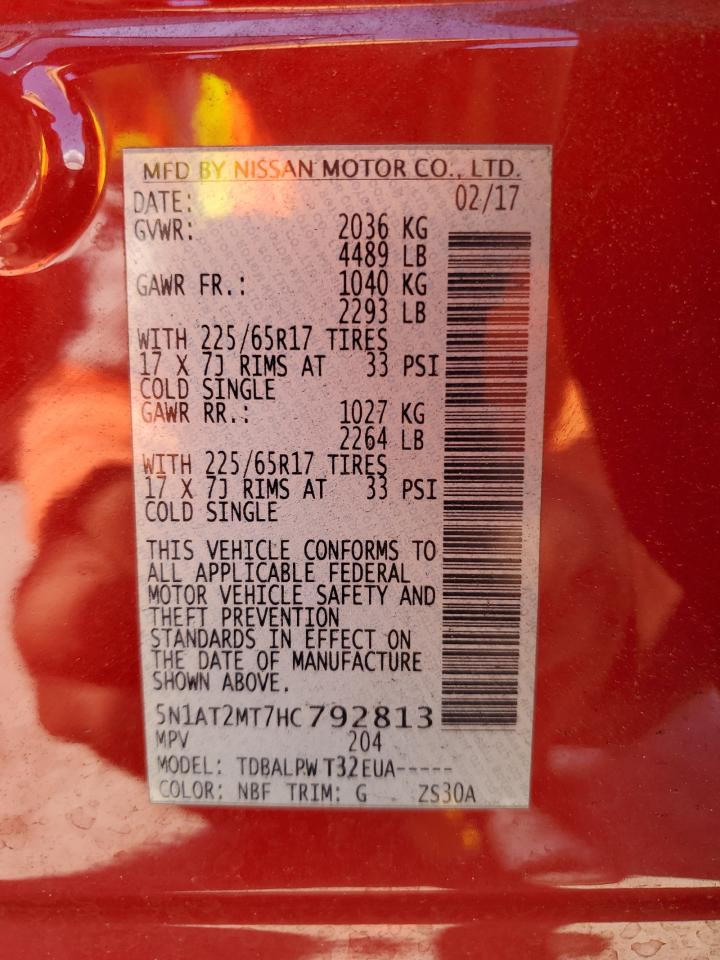 MFD BY NISSAN MOTOR CO., LTD.
DATE: 02/17
GVWR: 2036 KG
4489 LB
GAWR FR.: 1040 KG
2293 LB
WITH 225/65R17 TIRES
17 X 7J RIMS AT 33 PSI
COLD SINGLE
GAWR RR.: 1027 KG
2264 LB
WITH 225/65R17 TIRES
17 X 7J RIMS AT 33 PSI
COLD SINGLE
THIS VEHICLE CONFORMS TO
ALL APPLICABLE FEDERAL
MOTOR VEHICLE SAFETY AND
THEFT PREVENTION
STANDARDS IN EFFECT ON
THE DATE OF MANUFACTURE
SHOWN ABOVE.
5N1AT2MT7HC792813
MPV 204
MODEL: TDBALRW T32EUA-----
COLOR: NBF TRIM: G ZS30A